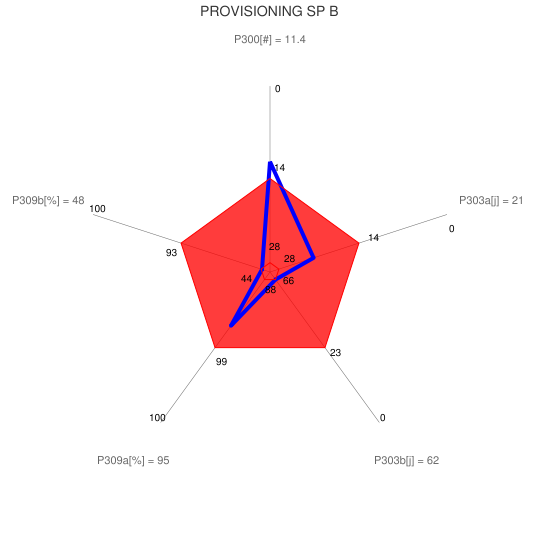 PROVISIONING SP B
P300[#] = 11.4
0
14
P309b[%] = 48
P303a[j] = 21
100
0
14
93
28
28
44
66
23
99
100
0
P309a[%] = 95
P303b[j] = 62